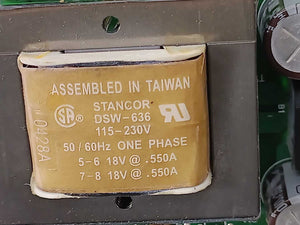 ASSEMBLED IN TAIWAN
STANCOR
DSW-636
115-230V
50/60Hz ONE PHASE
5-6 18V @ .550A
7-8 18V @ .550A
0428A